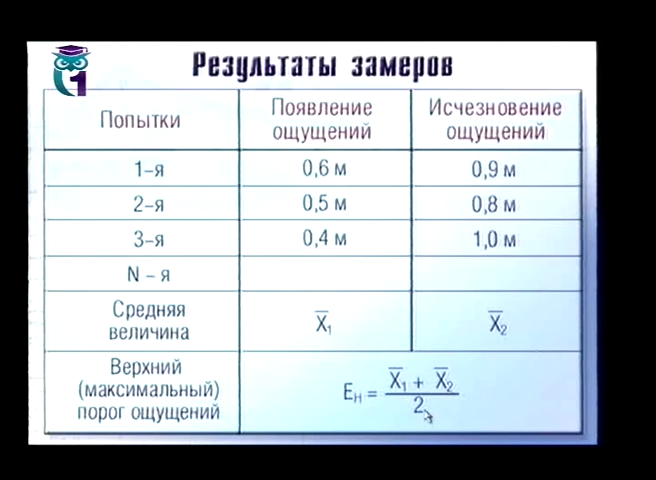 1
Результаты замеров
Попытки
Появление
ощущений
Исчезновение
ощущений
1-я
0,6 м
0,9 м
2-я
0,5 м
0,8 м
3-я
0,4 м
1,0 м
N – я
Средняя
величина
X̅₁
X̅₂
Верхний
(максимальный)
порог ощущений
Eн = (X̅₁ + X̅₂) / 2